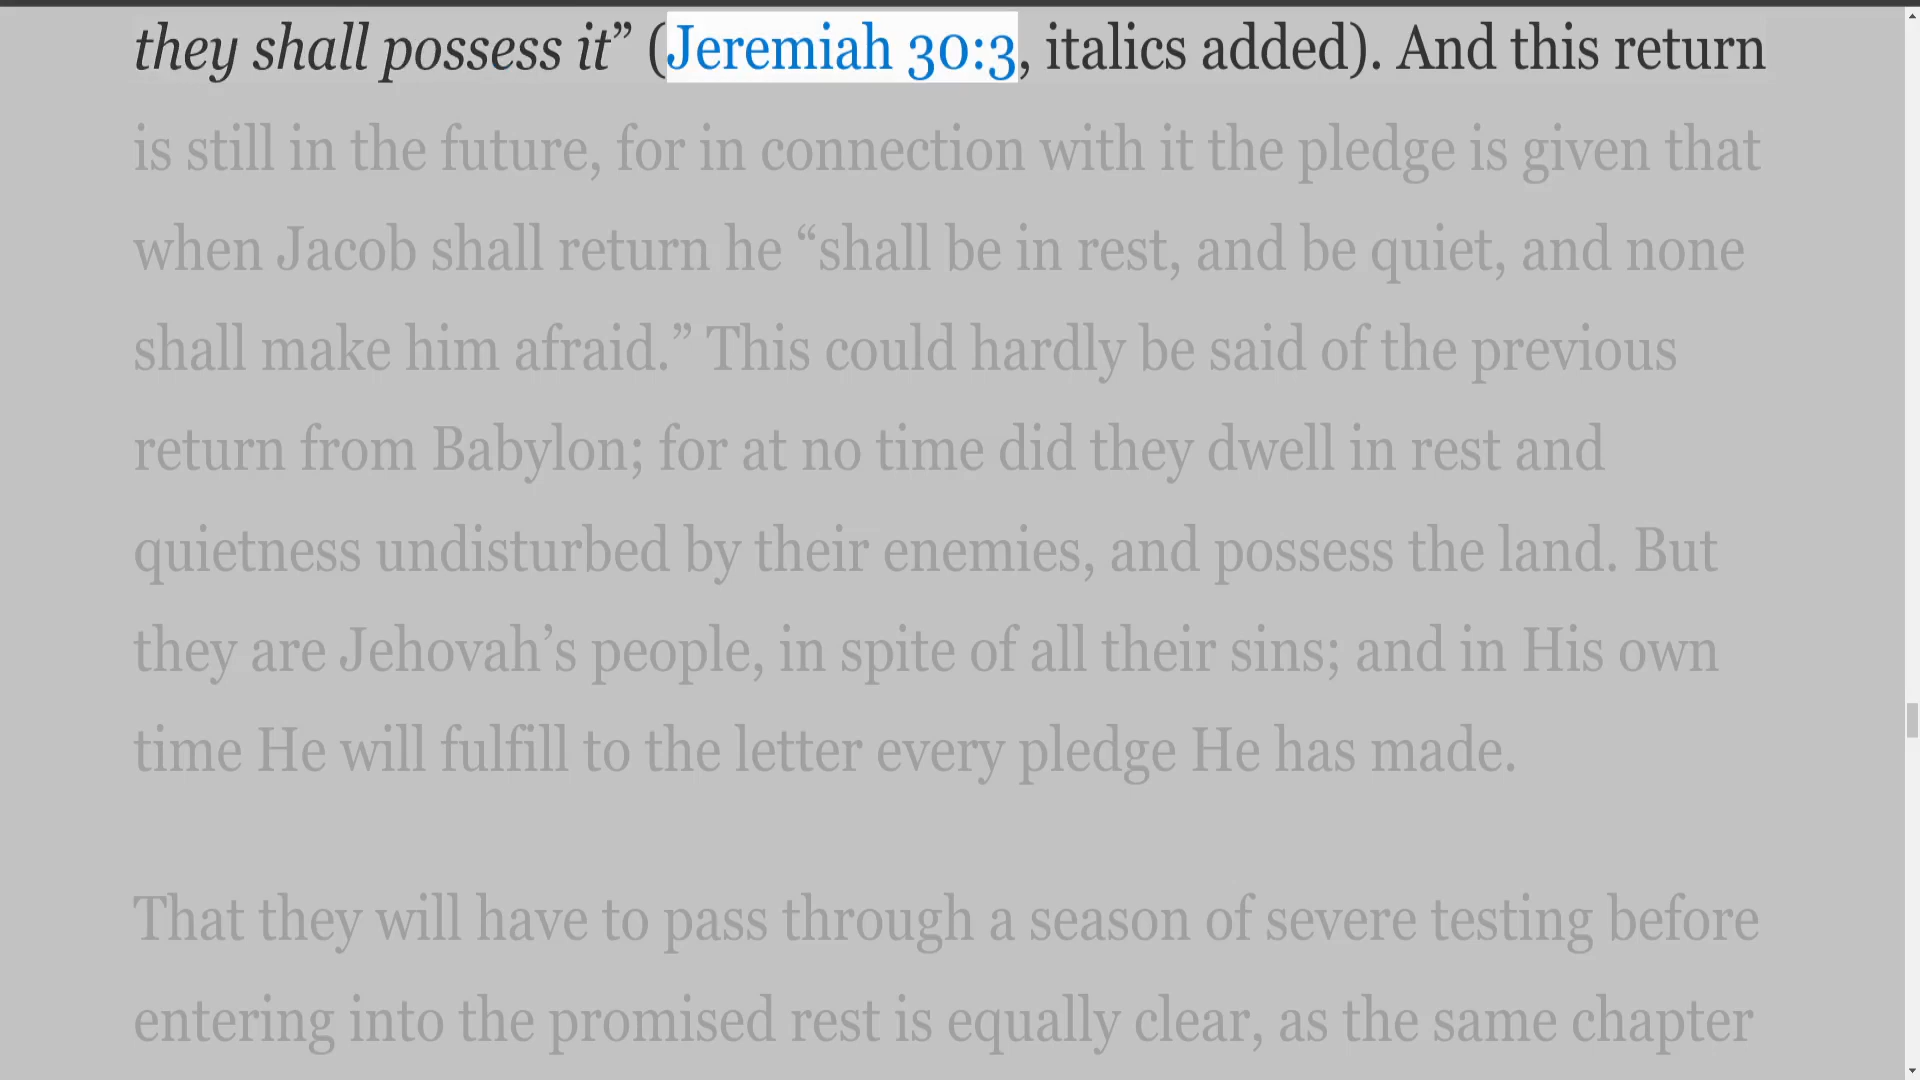 they shall possess it” (Jeremiah 30:3, italics added). And this return
is still in the future, for in connection with it the pledge is given that
when Jacob shall return he “shall be in rest, and be quiet, and none
shall make him afraid.” This could hardly be said of the previous
return from Babylon; for at no time did they dwell in rest and
quietness undisturbed by their enemies, and possess the land. But
they are Jehovah’s people, in spite of all their sins; and in His own
time He will fulfill to the letter every pledge He has made.
That they will have to pass through a season of severe testing before
entering into the promised rest is equally clear, as the same chapter